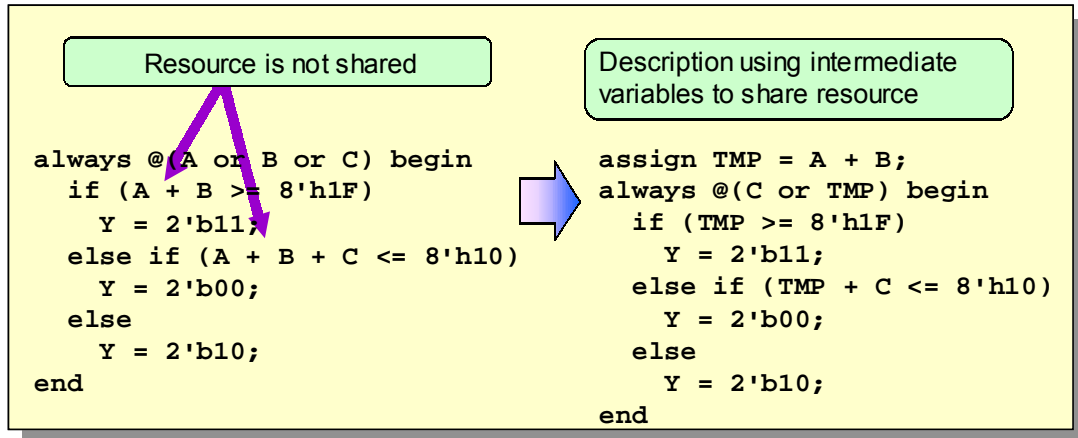 Resource is not shared
always @(A or B or C) begin
if (A + B >= 8'h1F)
Y = 2'b11;
else if (A + B + C <= 8'h10)
Y = 2'b00;
else
Y = 2'b10;
end
Description using intermediate
variables to share resource
assign TMP = A + B;
always @(C or TMP) begin
if (TMP >= 8'h1F)
Y = 2'b11;
else if (TMP + C <= 8'h10)
Y = 2'b00;
else
Y = 2'b10;
end